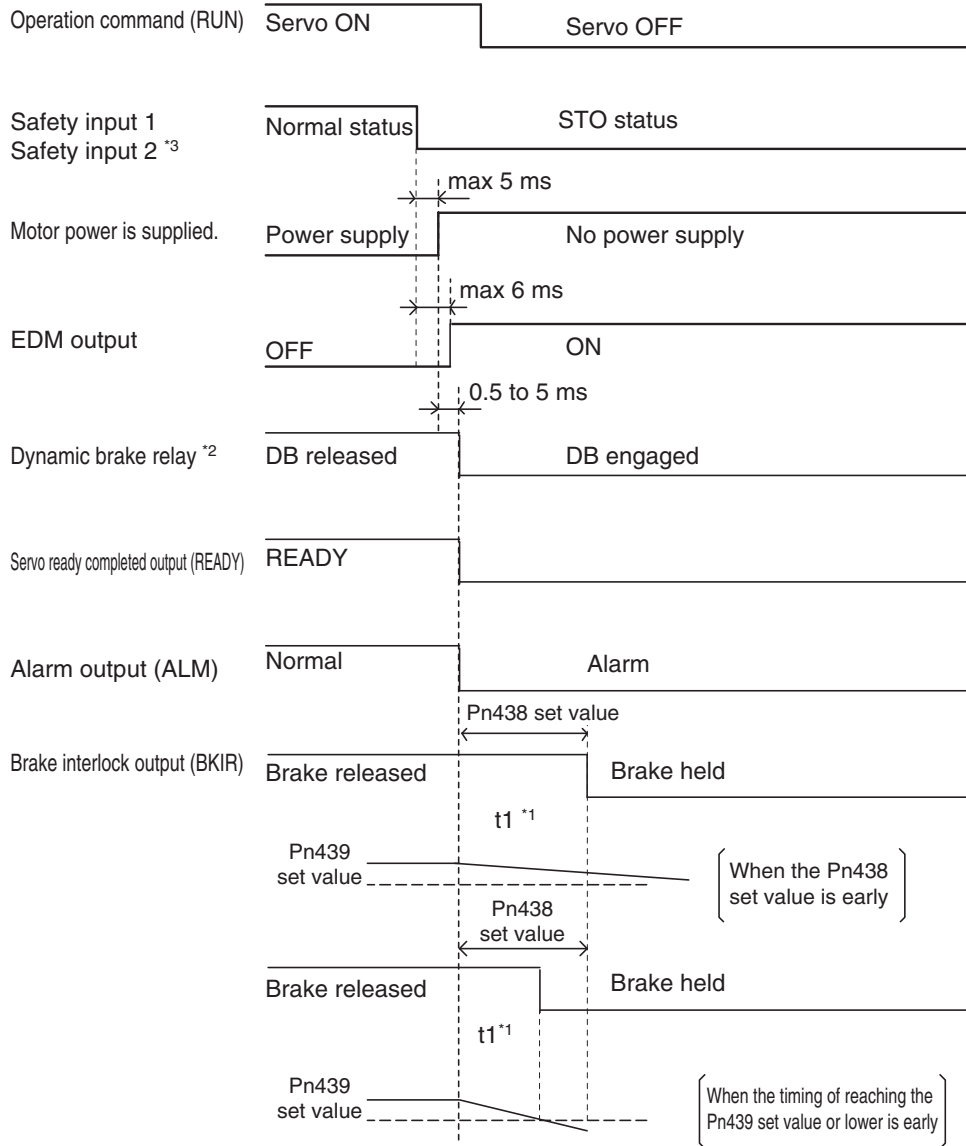 Operation command (RUN) Servo ON Servo OFF
Safety input 1
Safety input 2 *3 Normal status STO status
max 5 ms
Motor power is supplied. Power supply No power supply
max 6 ms
EDM output OFF ON
0.5 to 5 ms
Dynamic brake relay *2 DB released DB engaged
Servo ready completed output (READY) READY
Alarm output (ALM) Normal Alarm
Pn438 set value
Brake interlock output (BKIR) Brake released Brake held
t1 *1
Pn439
set value
When the Pn438
set value is early
Pn438
set value
Brake released Brake held
t1*1
Pn439
set value
When the timing of reaching the
Pn439 set value or lower is early